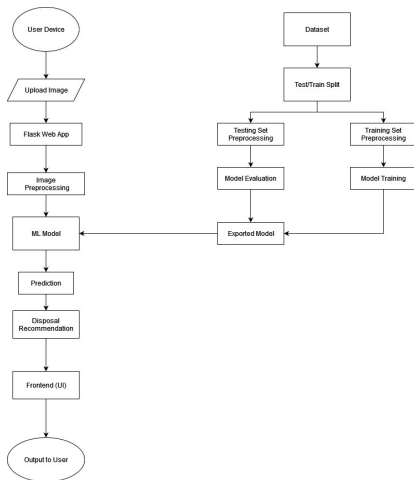 User Device
Upload Image
Flask Web App
Image
Preprocessing
ML Model
Prediction
Disposal
Recommendation
Frontend (UI)
Output to User
Dataset
Test/Train Split
Testing Set
Preprocessing
Training Set
Preprocessing
Model Evaluation
Model Training
Exported Model